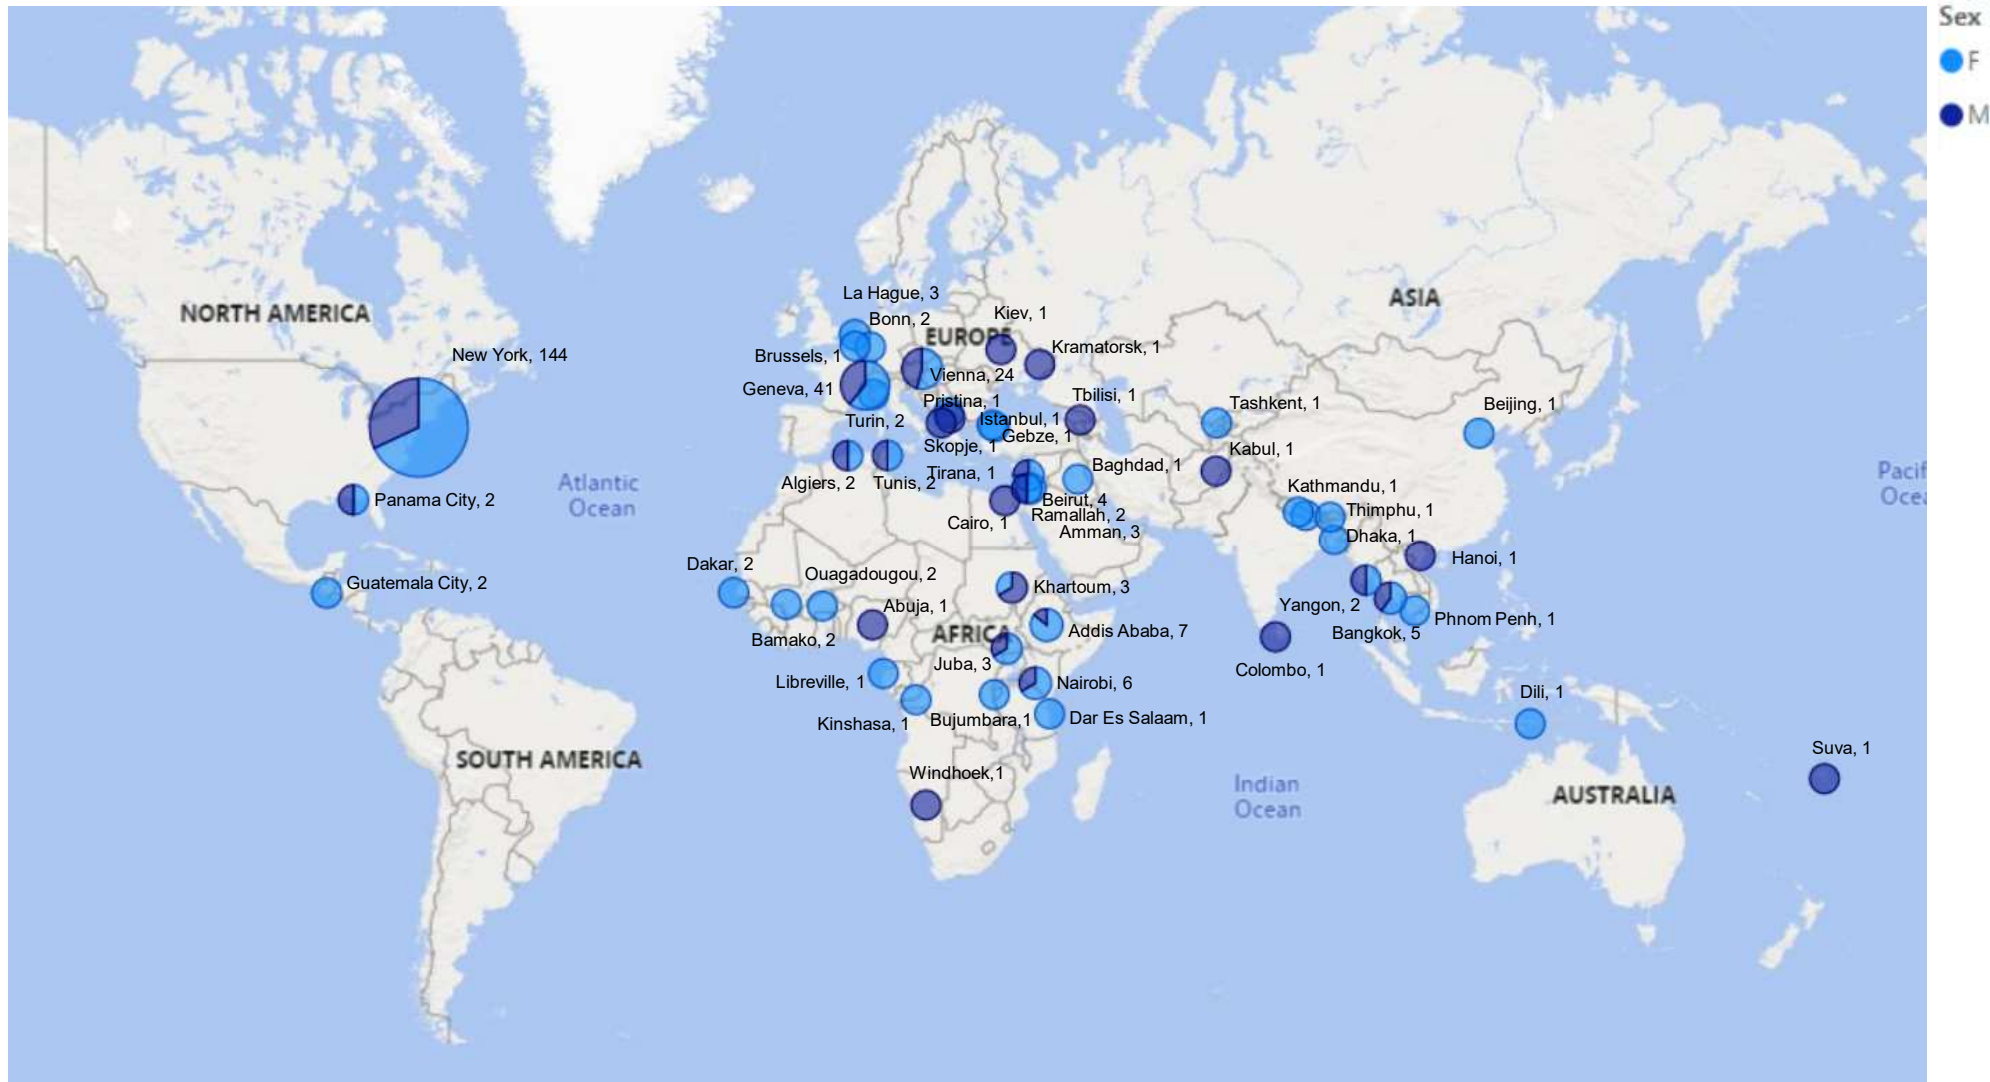 Sex
F
M
La Hague, 3
Bonn, 2
Kiev, 1
ASIA
NORTH AMERICA
EUROPE
New York, 144
Brussels, 1
Kramatorsk, 1
Vienna, 24
Geneva, 41
Tbilisi, 1
Pristina, 1
Tashkent, 1
Beijing, 1
Turin, 2
Istanbul, 1
Gebze, 1
Skopje, 1
Kabul, 1
Baghdad, 1
Tirana, 1
Algiers, 2
Tunis, 2
Atlantic
Ocean
Pacif
Ocea
Kathmandu, 1
Panama City, 2
Beirut, 4
Thimphu, 1
Ramallah, 2
Cairo, 1
Amman, 3
Dhaka, 1
Hanoi, 1
Dakar, 2
Ouagadougou, 2
Guatemala City, 2
Khartoum, 3
Abuja, 1
Yangon, 2
Phnom Penh, 1
AFRICA
Addis Ababa, 7
Bangkok, 5
Bamako, 2
Juba, 3
Colombo, 1
Libreville, 1
Nairobi, 6
Dili, 1
Kinshasa, 1
Bujumbara,1
Dar Es Salaam, 1
Suva, 1
SOUTH AMERICA
Windhoek,1
Indian
Ocean
AUSTRALIA